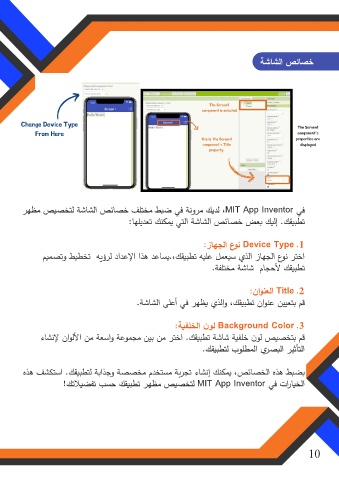 خصائص الشاشة
Change Device Type
From Here
The Screen1
component is selected
This is the Screen1
component's Title
property
The Screen1
component's
properties are
displayed
في MIT App Inventor، لديك مرونة في ضبط مختلف خصائص الشاشة لتخصيص مظهر
تطبيقك. إليك بعض خصائص الشاشة التي يمكنك تعديلها:
1. Device Type نوع الجهاز:
اختر نوع الجهاز الذي سيعمل عليه تطبيقك،.يساعد هذا الإعداد لرؤيه تخطيط وتصميم
تطبيقك لأحجام شاشة مختلفة.
2. Title العنوان:
قم بتعيين عنوان تطبيقك، والذي يظهر في أعلى الشاشة.
3. Background Color لون الخلفية:
قم بتخصيص لون خلفية شاشة تطبيقك. اختر من بين مجموعة واسعة من الألوان لإنشاء
التأثير البصري المطلوب لتطبيقك.
بضبط هذه الخصائص، يمكنك إنشاء تجربة مستخدم مخصصة وجذابة لتطبيقك. استكشف هذه
الخيارات في MIT App Inventor لتخصيص مظهر تطبيقك حسب تفضيلاتك!
10